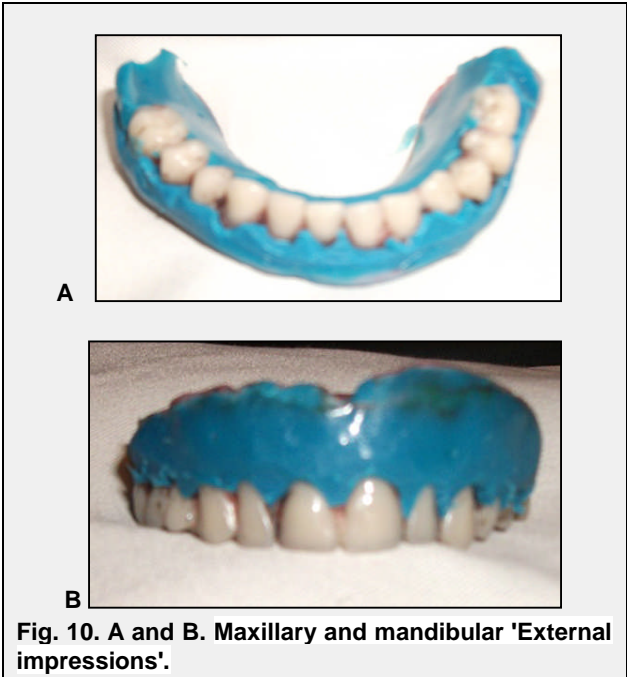 A
B
Fig. 10. A and B. Maxillary and mandibular 'External
impressions'.